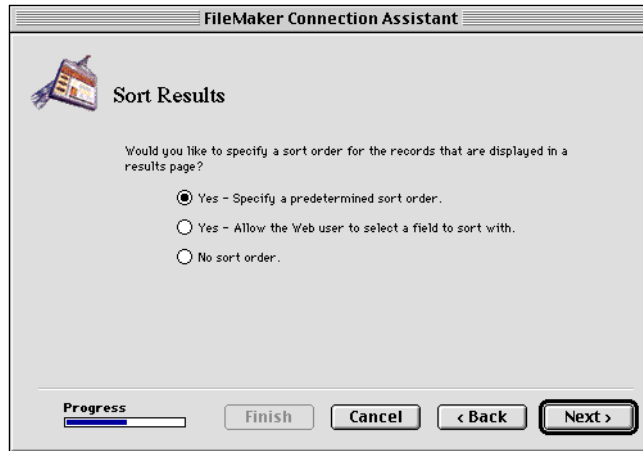 FileMaker Connection Assistant
Sort Results
Would you like to specify a sort order for the records that are displayed in a
results page?
Yes - Specify a predetermined sort order.
Yes - Allow the Web user to select a field to sort with.
No sort order.
Progress
Finish
Cancel
‹ Back
Next ›